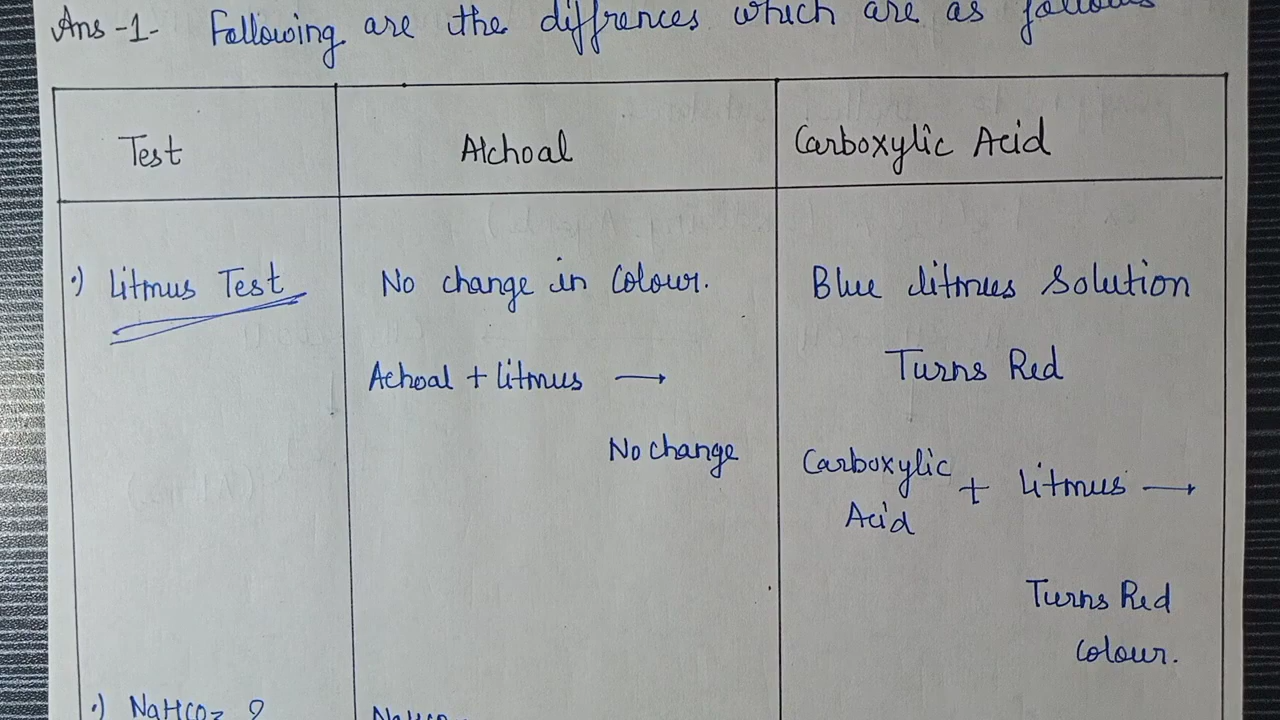 Ans -1- Following are the diffrences which are as follows
Test
Alchoal
Carboxylic Acid
•) Litmus Test
No change in Colour.
Achoal + Litmus →
No change
Blue litmus Solution
Turns Red
Carboxylic Acid + Litmus →
Turns Red
Colour.
•) NaHCO3